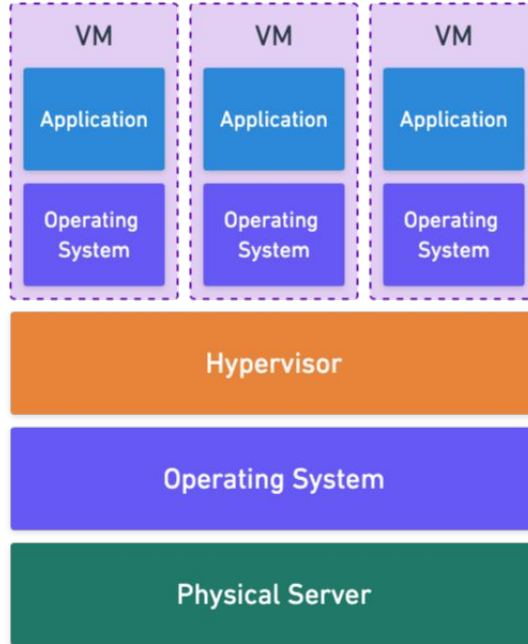 VM
VM
VM
Application
Application
Application
Operating
System
Operating
System
Operating
System
Hypervisor
Operating System
Physical Server